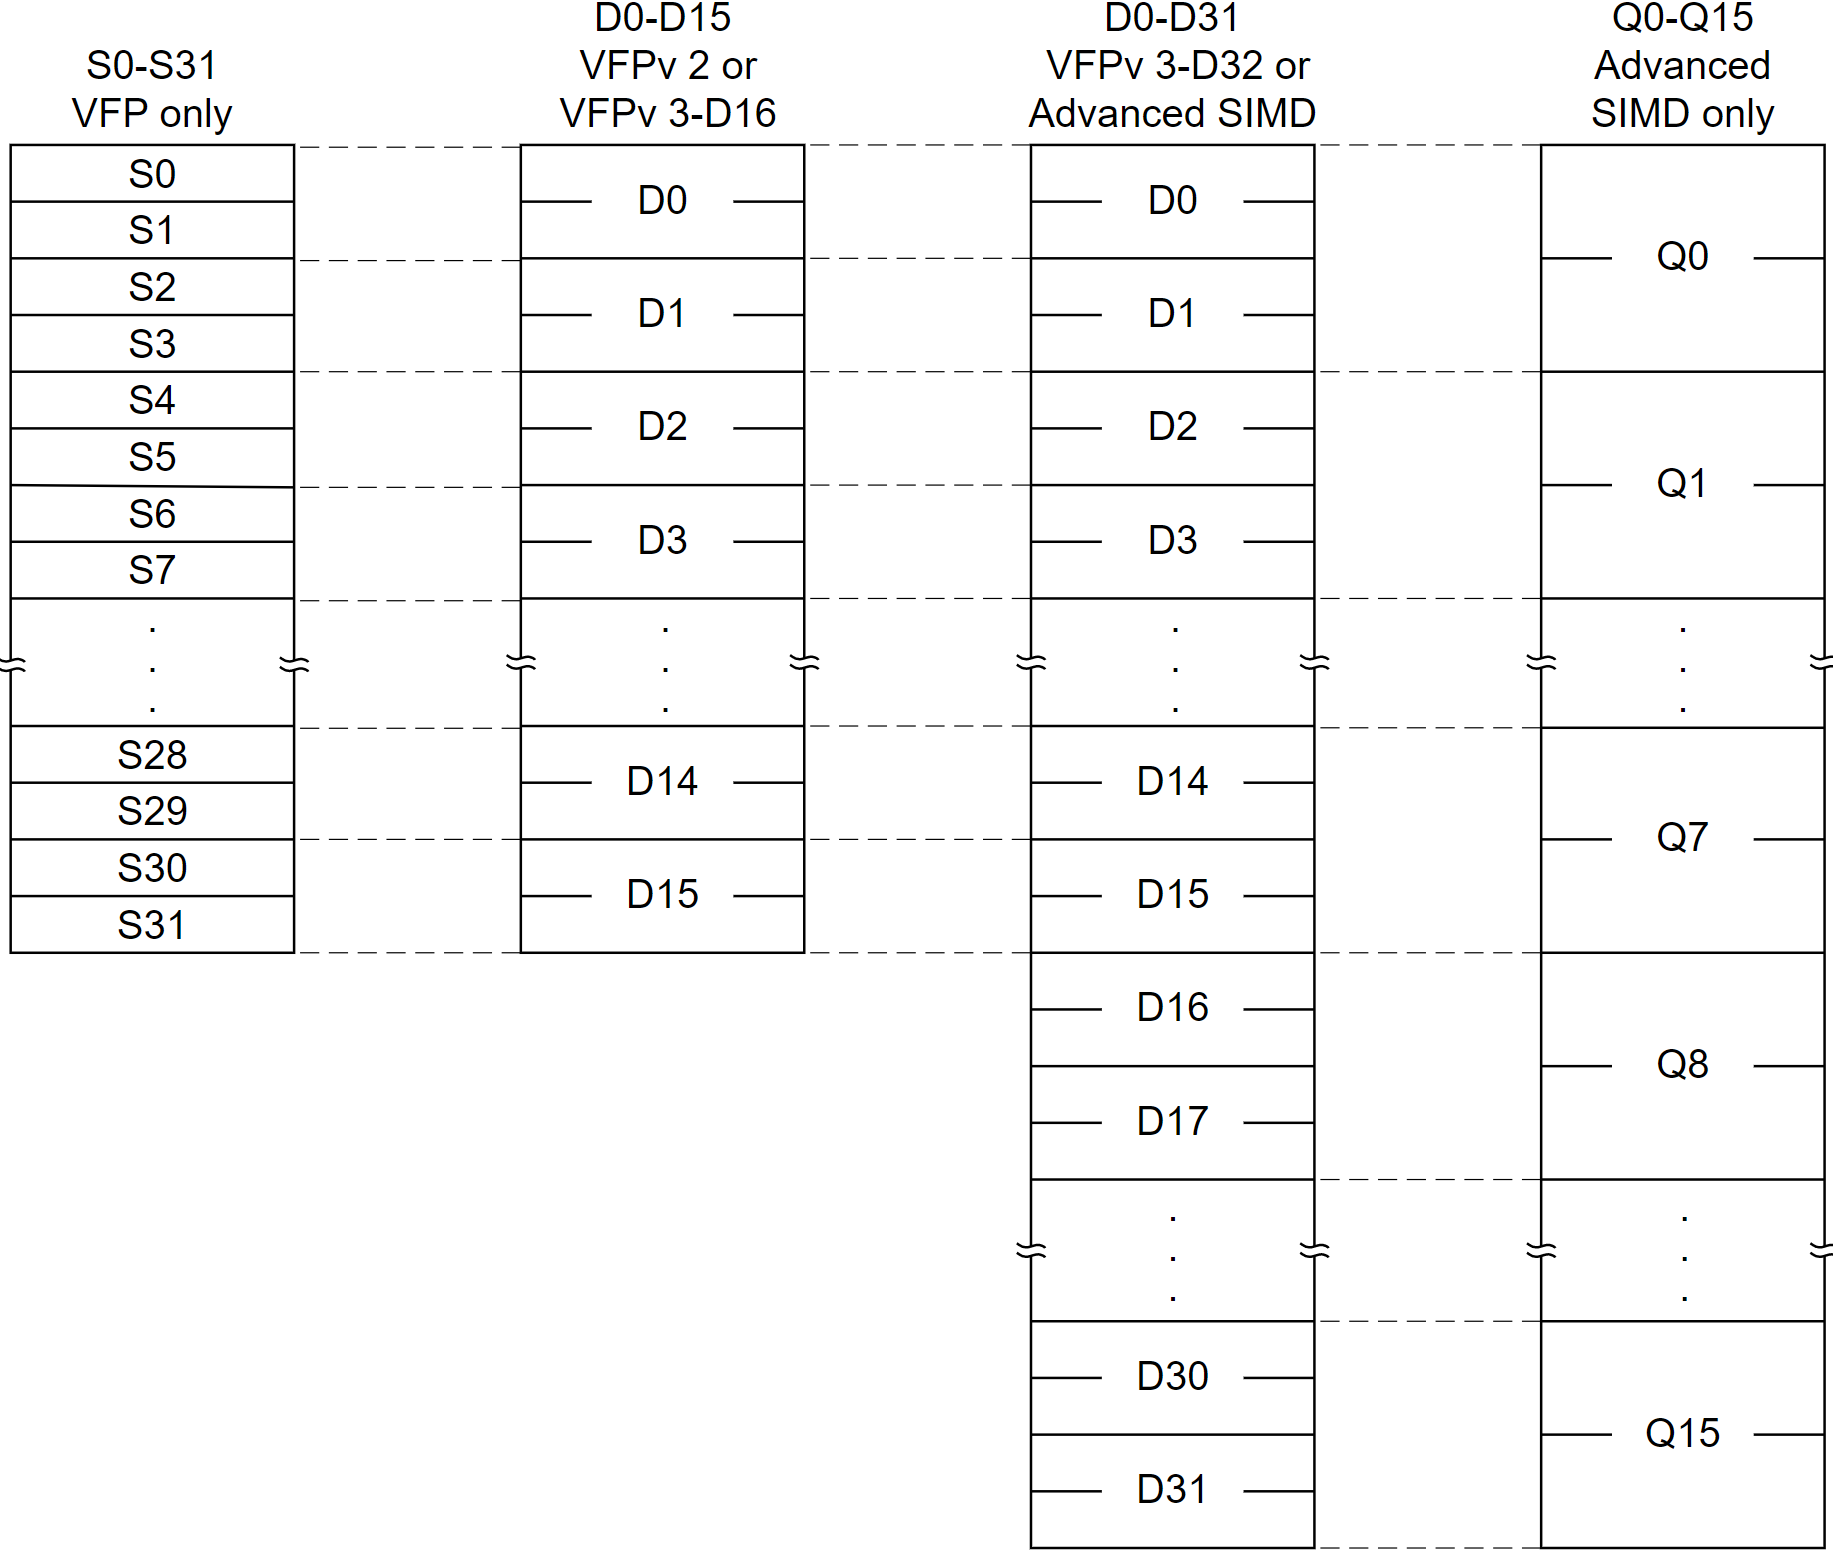 S0-S31
VFP only
S0
S1
S2
S3
S4
S5
S6
S7
.
.
.
S28
S29
S30
S31
D0-D15
VFPv 2 or
VFPv 3-D16
D0
D1
D2
D3
.
.
.
D14
D15
D0-D31
VFPv 3-D32 or
Advanced SIMD
D0
D1
D2
D3
.
.
.
D14
D15
D16
D17
.
.
.
D30
D31
Q0-Q15
Advanced
SIMD only
Q0
Q1
.
.
.
Q7
Q8
.
.
.
Q15